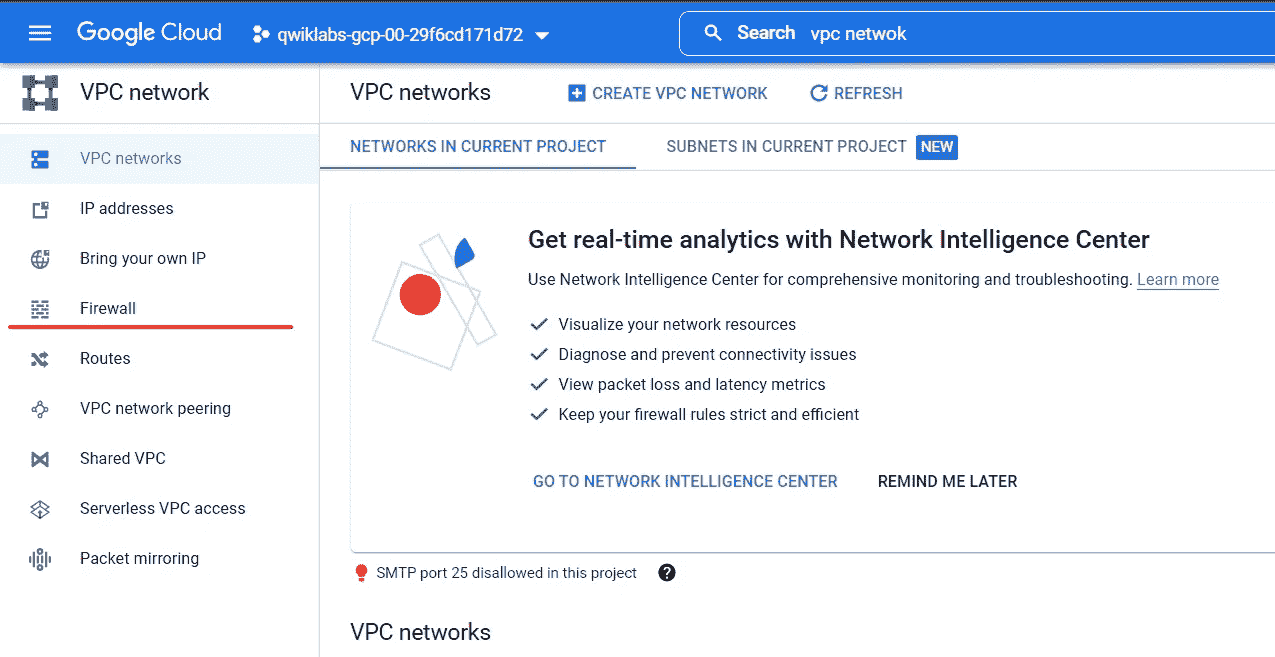 Google Cloud
qwiklabs-gcp-00-29f6cd171d72
Search vpc netwok
VPC network
VPC networks
IP addresses
Bring your own IP
Firewall
Routes
VPC network peering
Shared VPC
Serverless VPC access
Packet mirroring
VPC networks
CREATE VPC NETWORK
REFRESH
NETWORKS IN CURRENT PROJECT
SUBNETS IN CURRENT PROJECT NEW
Get real-time analytics with Network Intelligence Center
Use Network Intelligence Center for comprehensive monitoring and troubleshooting. Learn more
Visualize your network resources
Diagnose and prevent connectivity issues
View packet loss and latency metrics
Keep your firewall rules strict and efficient
GO TO NETWORK INTELLIGENCE CENTER
REMIND ME LATER
SMTP port 25 disallowed in this project ?
VPC networks